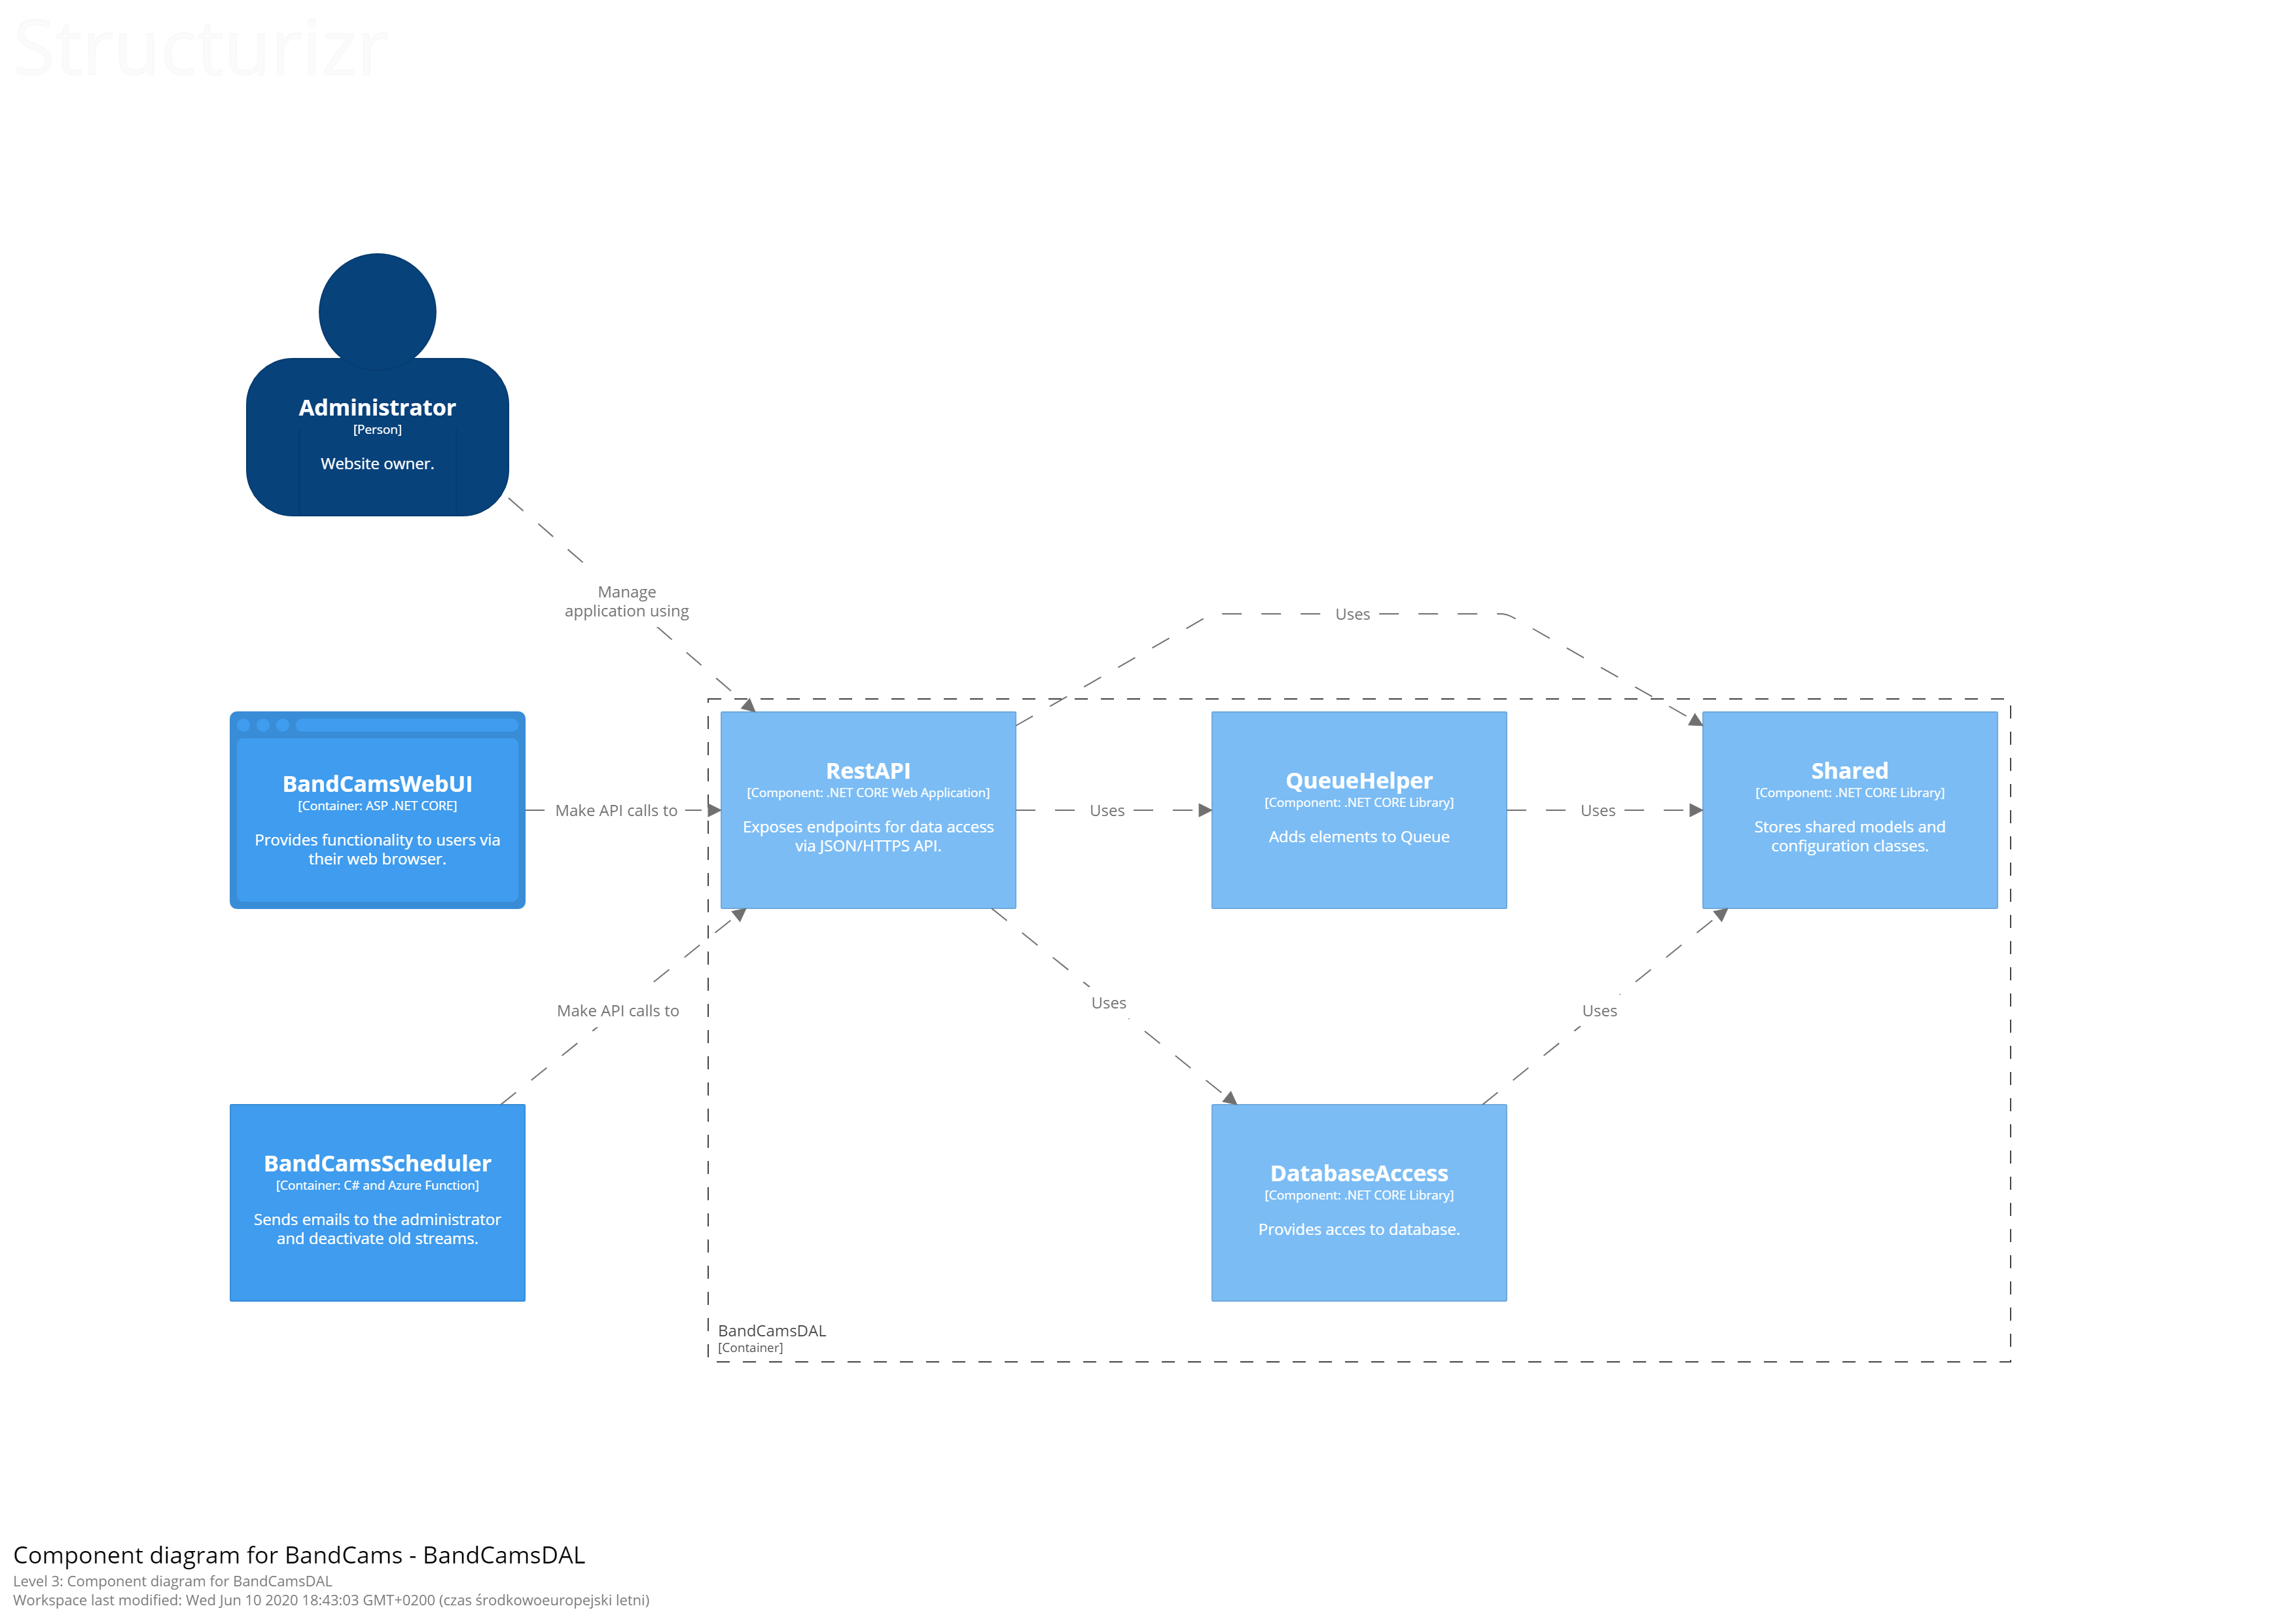 Structurizr
Administrator
[Person]
Website owner.
Manage
application using
Uses
BandCamsWebUI
[Container: ASP .NET CORE]
Provides functionality to users via
their web browser.
Make API calls to
RestAPI
[Component: .NET CORE Web Application]
Exposes endpoints for data access
via JSON/HTTPS API.
Uses
QueueHelper
[Component: .NET CORE Library]
Adds elements to Queue
Uses
Shared
[Component: .NET CORE Library]
Stores shared models and
configuration classes.
Make API calls to
Uses
Uses
BandCamsScheduler
[Container: C# and Azure Function]
Sends emails to the administrator
and deactivate old streams.
DatabaseAccess
[Component: .NET CORE Library]
Provides acces to database.
BandCamsDAL
[Container]
Component diagram for BandCams - BandCamsDAL
Level 3: Component diagram for BandCamsDAL
Workspace last modified: Wed Jun 10 2020 18:43:03 GMT+0200 (czas środkowoeuropejski letni)